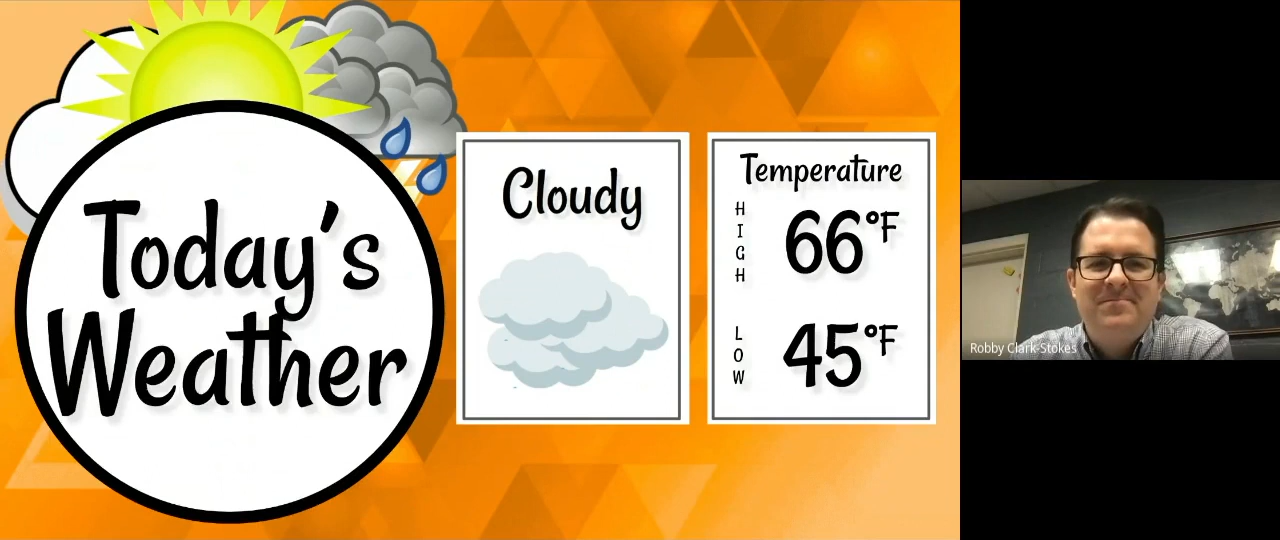 Today's
Weather
Cloudy
Temperature
HIGH
66°F
LOW
45°F
Robby Clark-Stokes